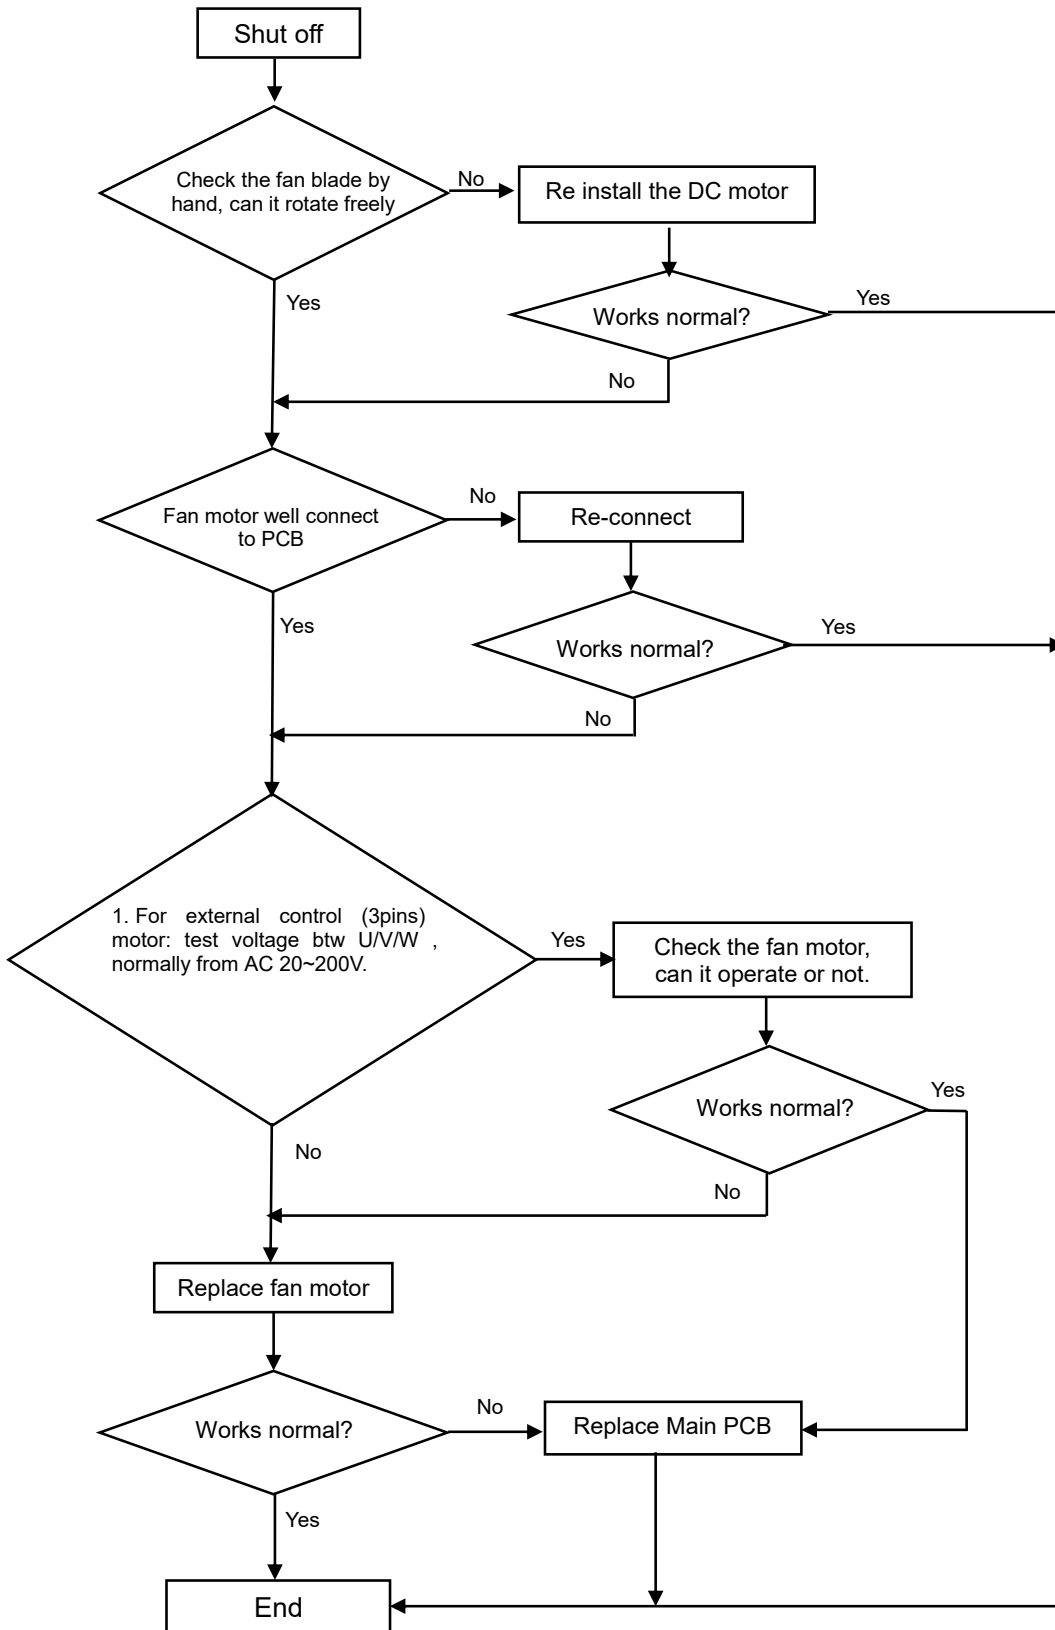 Shut off
Check the fan blade by
hand, can it rotate freely
No
Re install the DC motor
Yes
Works normal?
Yes
No
Fan motor well connect
to PCB
No
Re-connect
Yes
Works normal?
Yes
No
1. For external control (3pins)
motor: test voltage btw U/V/W ,
normally from AC 20~200V.
Yes
Check the fan motor,
can it operate or not.
Works normal?
Yes
No
No
Replace fan motor
Works normal?
No
Replace Main PCB
Yes
End